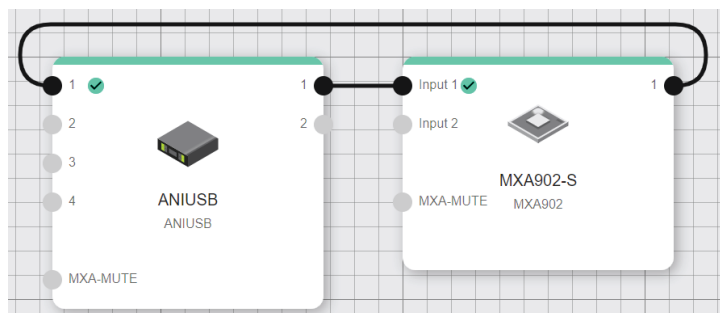 1
2
3
4
ANIUSB
ANIUSB
MXA-MUTE
1
2
Input 1
Input 2
MXA-MUTE
MXA902-S
MXA902
1